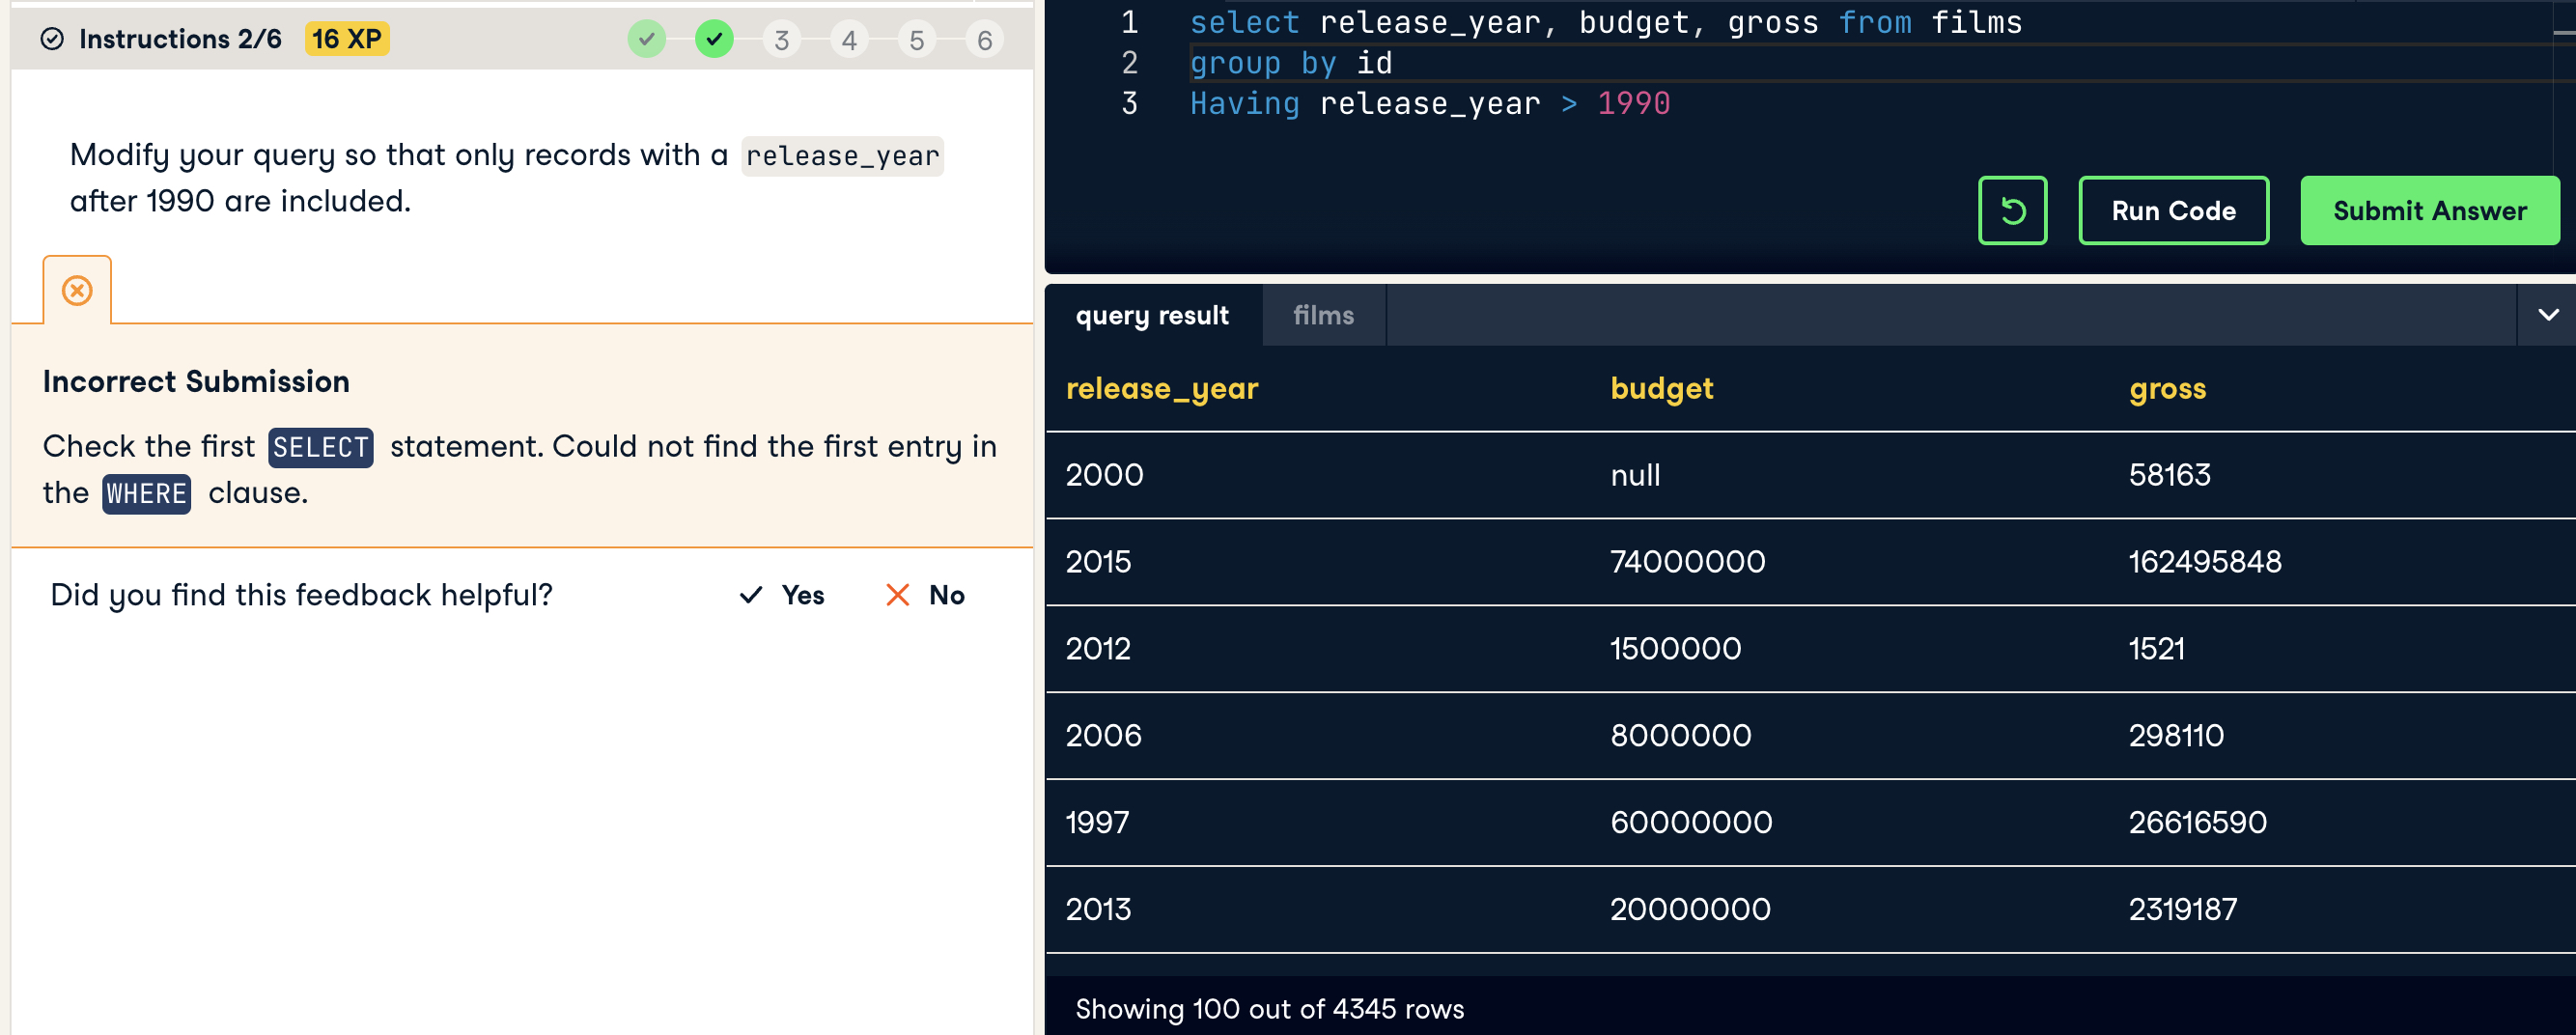 Instructions 2/6 16 XP
3 4 5 6
Modify your query so that only records with a release_year
after 1990 are included.
Incorrect Submission
Check the first SELECT statement. Could not find the first entry in
the WHERE clause.
Did you find this feedback helpful? Yes No
1 select release_year, budget, gross from films
2 group by id
3 Having release_year > 1990
Run Code Submit Answer
query result films
release_year budget gross
2000 null 58163
2015 74000000 162495848
2012 1500000 1521
2006 8000000 298110
1997 60000000 26616590
2013 20000000 2319187
Showing 100 out of 4345 rows